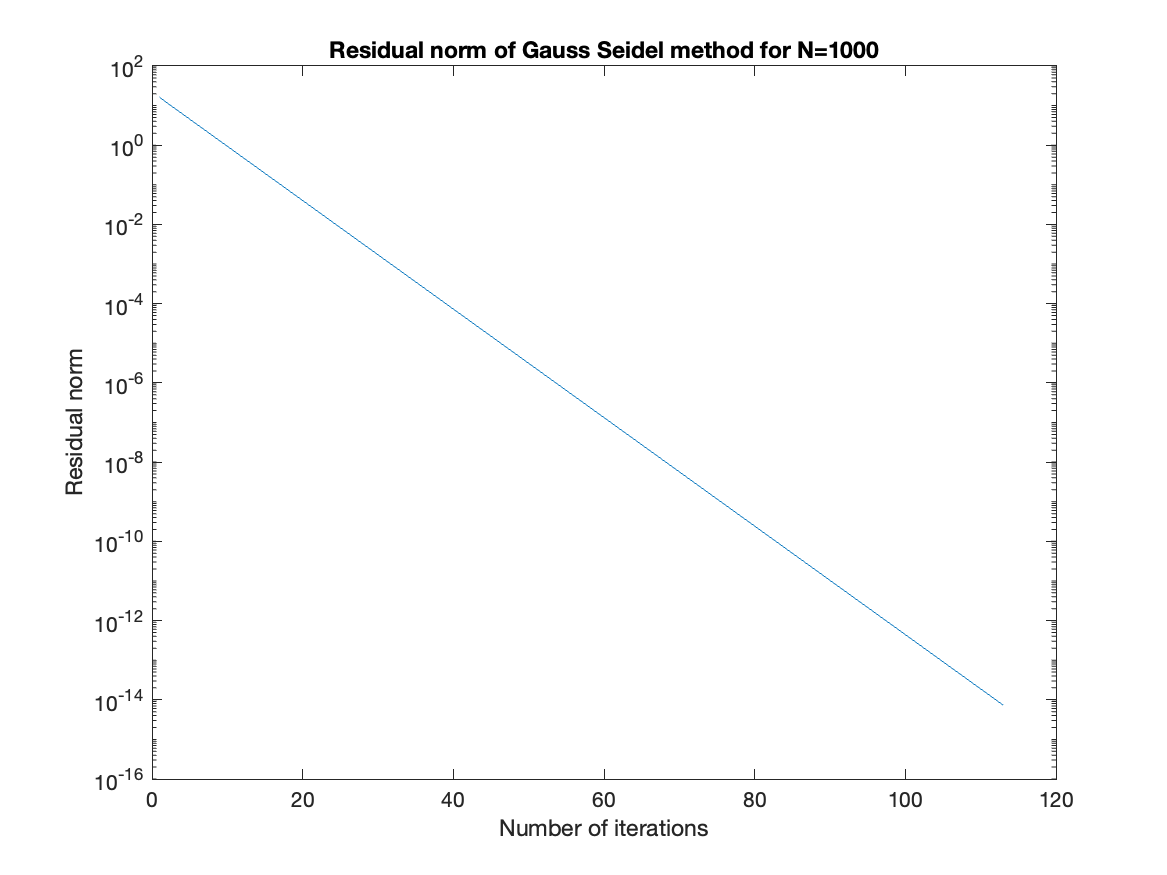 Residual norm of Gauss Seidel method for N=1000
10^2
10^0
10^-2
10^-4
10^-6
10^-8
10^-10
10^-12
10^-14
10^-16
Residual norm
0 20 40 60 80 100 120
Number of iterations